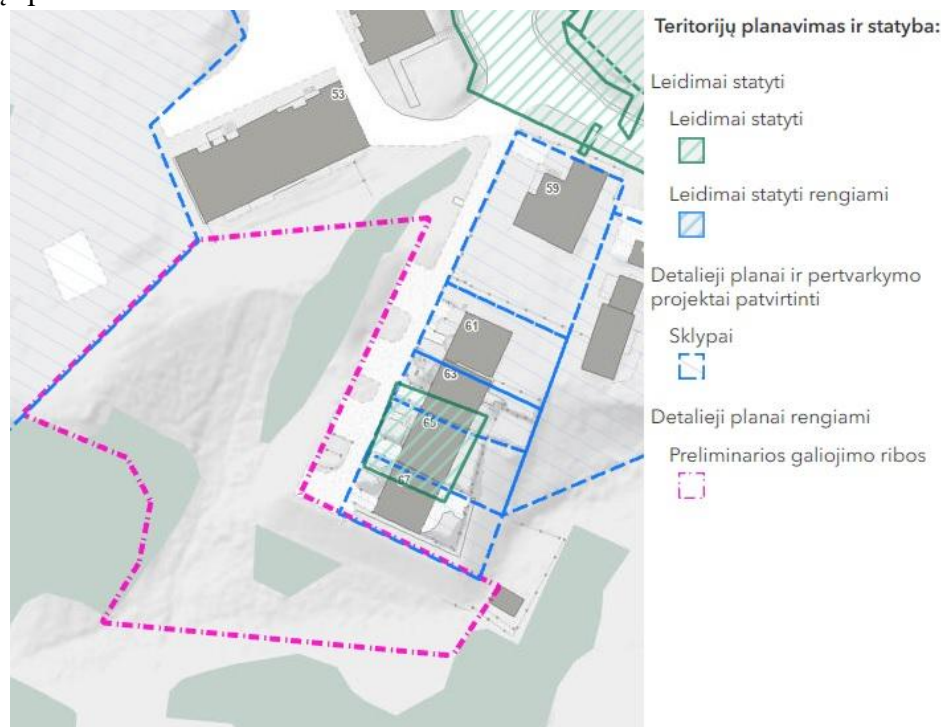 Teritorijų planavimas ir statyba:
Leidimai statyti
Leidimai statyti
Leidimai statyti rengiami
Detalieji planai ir pertvarkymo
projektai patvirtinti
Sklypai
Detalieji planai rengiami
Preliminarios galiojimo ribos
53
59
61
63
65
67